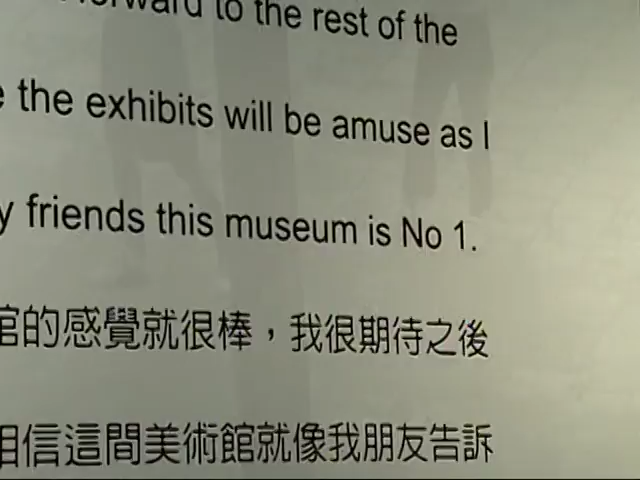 forward to the rest of the
the exhibits will be amuse as I
friends this museum is No 1.
館的感覺就很棒，我很期待之後
相信這間美術館就像我朋友告訴